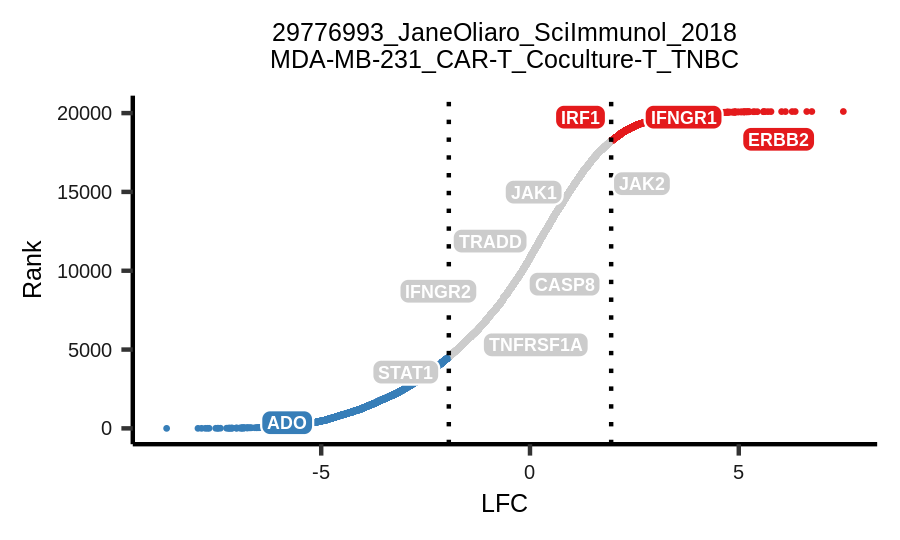 29776993_JaneOliaro_SciImmunol_2018
MDA-MB-231_CAR-T_Coculture-T_TNBC
20000
IRF1
IFNGR1
ERBB2
15000
JAK1
JAK2
TRADD
Rank
10000
CASP8
IFNGR2
5000
TNFRSF1A
STAT1
0
ADO
-5
0
5
LFC